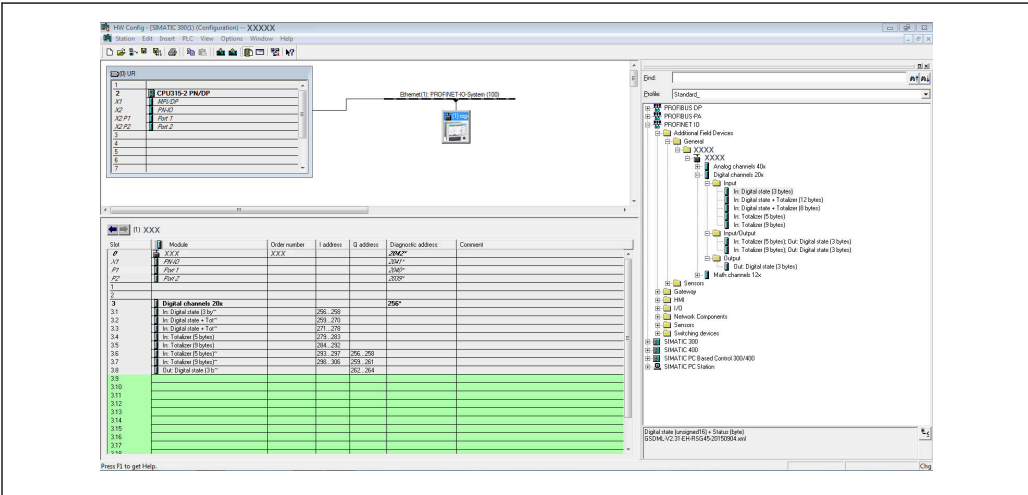 HW Config - [SIMATIC 300(1) (Configuration) -- XXXXX
Station Edit Insert PLC View Options Window Help
(0) UR
1
2 CPU315-2 PN/DP
X1 MPI/DP
X2 PN-IO
X2 P1 Port 1
X2 P2 Port 2
3
4
5
6
7
Ethernet(1): PROFINET-IO-System (100)
(1)
(1) XXX
Slot Module Order number I address Q address Diagnostic address Comment
0 XXX XXX 2042*
X1 PN-IO 2041*
P1 Port 1 2040*
P2 Port 2 2039*
1
2
3 Digital channels 20x 256*
3.1 In: Digital state (3 by~ 256...258
3.2 In: Digital state + Tot~ 259...270
3.3 In: Digital state + Tot~ 271...278
3.4 In: Totalizer (5 bytes) 279...283
3.5 In: Totalizer (9 bytes) 284...292
3.6 In: Totalizer (5 bytes)~ 293...297 256...258
3.7 In: Totalizer (9 bytes)~ 298...306 259...261
3.8 Out: Digital state (3 b~ 262...264
3.9
3.10
3.11
3.12
3.13
3.14
3.15
3.16
3.17
3.18
Find:
Profile: Standard_
PROFIBUS DP
PROFIBUS-PA
PROFINET IO
Additional Field Devices
General
XXXX
XXXX
Analog channels 40x
Digital channels 20x
Input
In: Digital state (3 bytes)
In: Digital state + Totalizer (12 bytes)
In: Digital state + Totalizer (8 bytes)
In: Totalizer (5 bytes)
In: Totalizer (9 bytes)
Input/Output
In: Totalizer (5 bytes); Out: Digital state (3 bytes)
In: Totalizer (9 bytes); Out: Digital state (3 bytes)
Output
Out: Digital state (3 bytes)
Math channels 12x
Sensors
Gateway
HMI
I/O
Network Components
Sensors
Switching devices
SIMATIC 300
SIMATIC 400
SIMATIC PC Based Control 300/400
SIMATIC PC Station
Digital state (unsigned16) + Status (byte)
GSDML-V2.31-EH-RSG45-20150904.xml
Press F1 to get Help.
Chg